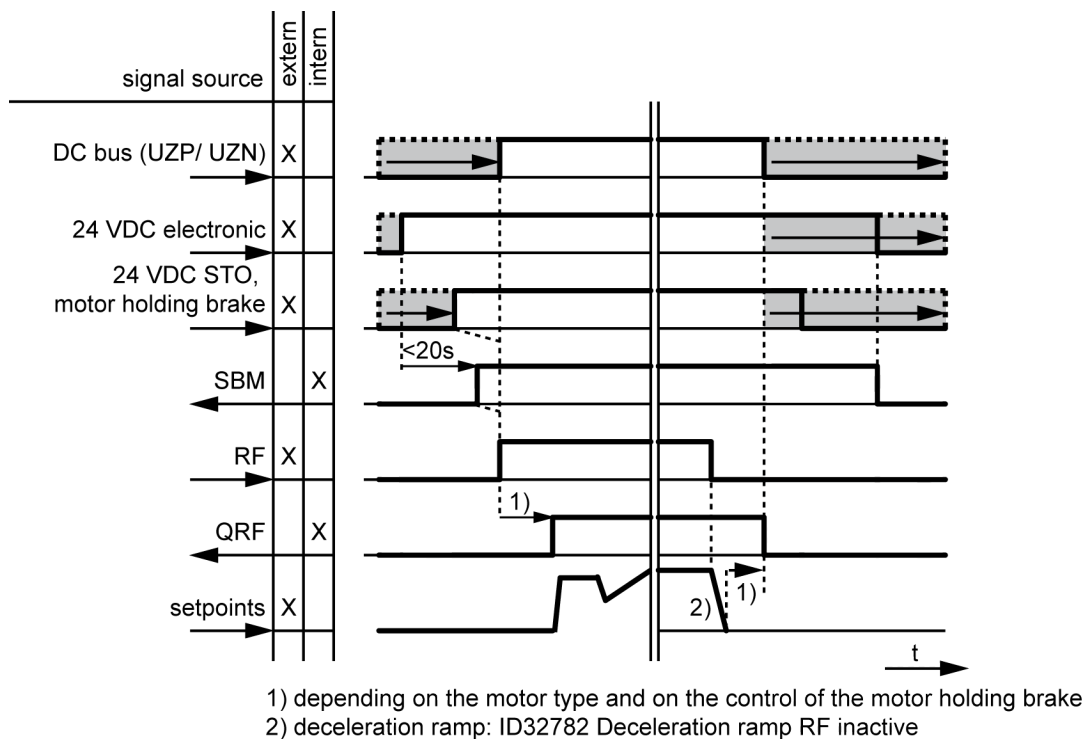 signal source
extern
intern
DC bus (UZP/ UZN) X
24 VDC electronic X
24 VDC STO,
motor holding brake X
<20s
SBM X
RF X
1)
QRF X
1)
2)
setpoints X
t
1) depending on the motor type and on the control of the motor holding brake
2) deceleration ramp: ID32782 Deceleration ramp RF inactive